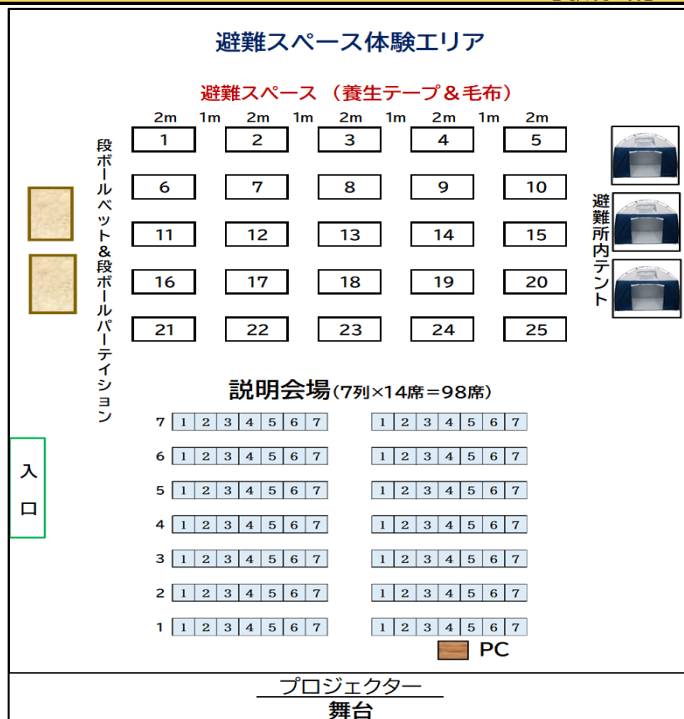 避難スペース体験エリア
避難スペース（養生テープ＆毛布）
2m 1m 2m 1m 2m 1m 2m 1m 2m
1 2 3 4 5
6 7 8 9 10
11 12 13 14 15
16 17 18 19 20
21 22 23 24 25
段ボールベット&段ボールパーテイション
避難所内テント
説明会場(7列×14席=98席)
7 1 2 3 4 5 6 7 1 2 3 4 5 6 7
6 1 2 3 4 5 6 7 1 2 3 4 5 6 7
5 1 2 3 4 5 6 7 1 2 3 4 5 6 7
4 1 2 3 4 5 6 7 1 2 3 4 5 6 7
3 1 2 3 4 5 6 7 1 2 3 4 5 6 7
2 1 2 3 4 5 6 7 1 2 3 4 5 6 7
1 1 2 3 4 5 6 7 1 2 3 4 5 6 7
入口
PC
プロジェクター
舞台